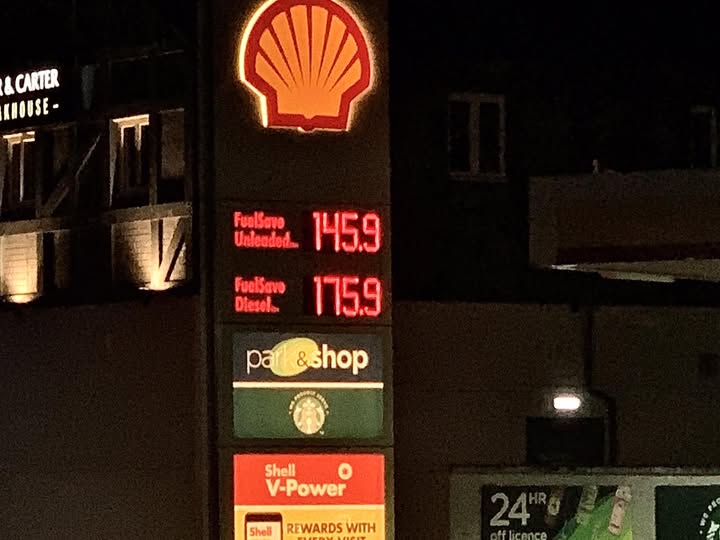 & CARTER
FuelSave
Unleaded
145.9
FuelSave
Diesel
175.9
park&shop
Shell
V-Power
Shell
REWARDS WITH
EVERY VISIT
24HR
off licence